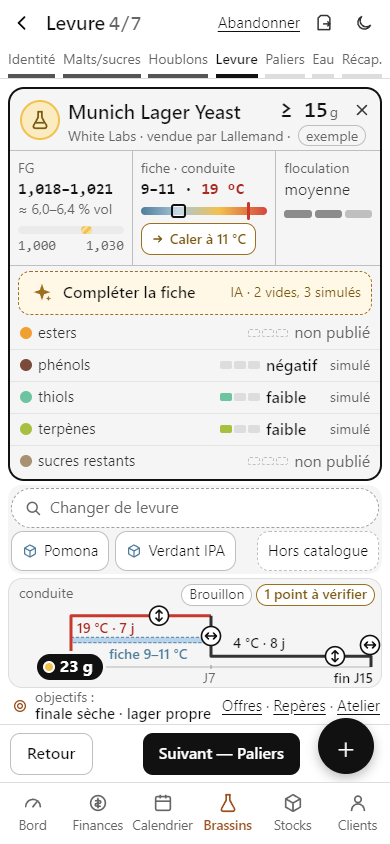 Levure 4/7
Abandonner
Identité Malts/sucres Houblons Levure Paliers Eau Récap.
Munich Lager Yeast
≥ 15 g
White Labs · vendue par Lallemand · exemple
FG
1,018–1,021
≈ 6,0–6,4 % vol
1,000 1,030
fiche · conduite
9–11 · 19 °C
→ Caler à 11 °C
floculation
moyenne
Compléter la fiche
IA · 2 vides, 3 simulés
esters non publié
phénols négatif simulé
thiols faible simulé
terpènes faible simulé
sucres restants non publié
Changer de levure
Pomona Verdant IPA Hors catalogue
conduite Brouillon 1 point à vérifier
19 °C · 7 j
fiche 9–11 °C
4 °C · 8 j
23 g
J7 fin J15
objectifs :
finale sèche · lager propre
Offres · Repères · Atelier
Retour
Suivant — Paliers
+
Bord Finances Calendrier Brassins Stocks Clients